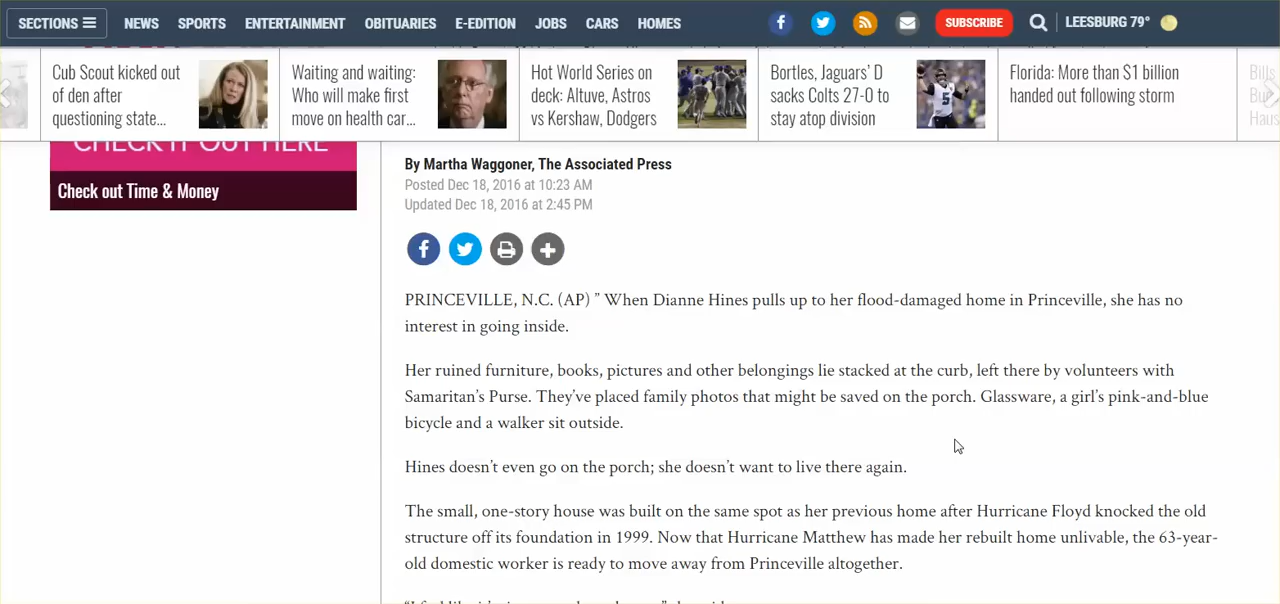 SECTIONS NEWS SPORTS ENTERTAINMENT OBITUARIES E-EDITION JOBS CARS HOMES SUBSCRIBE LEESBURG 79°
Cub Scout kicked out
of den after
questioning state...
Waiting and waiting:
Who will make first
move on health car...
Hot World Series on
deck: Altuve, Astros
vs Kershaw, Dodgers
Bortles, Jaguars' D
sacks Colts 27-0 to
stay atop division
5
Florida: More than $1 billion
handed out following storm
Bills
Bu
Haus
CHECK IT OUT HERE
Check out Time & Money
By Martha Waggoner, The Associated Press
Posted Dec 18, 2016 at 10:23 AM
Updated Dec 18, 2016 at 2:45 PM
PRINCEVILLE, N.C. (AP) ” When Dianne Hines pulls up to her flood-damaged home in Princeville, she has no
interest in going inside.
Her ruined furniture, books, pictures and other belongings lie stacked at the curb, left there by volunteers with
Samaritan’s Purse. They’ve placed family photos that might be saved on the porch. Glassware, a girl’s pink-and-blue
bicycle and a walker sit outside.
Hines doesn’t even go on the porch; she doesn’t want to live there again.
The small, one-story house was built on the same spot as her previous home after Hurricane Floyd knocked the old
structure off its foundation in 1999. Now that Hurricane Matthew has made her rebuilt home unlivable, the 63-year-
old domestic worker is ready to move away from Princeville altogether.